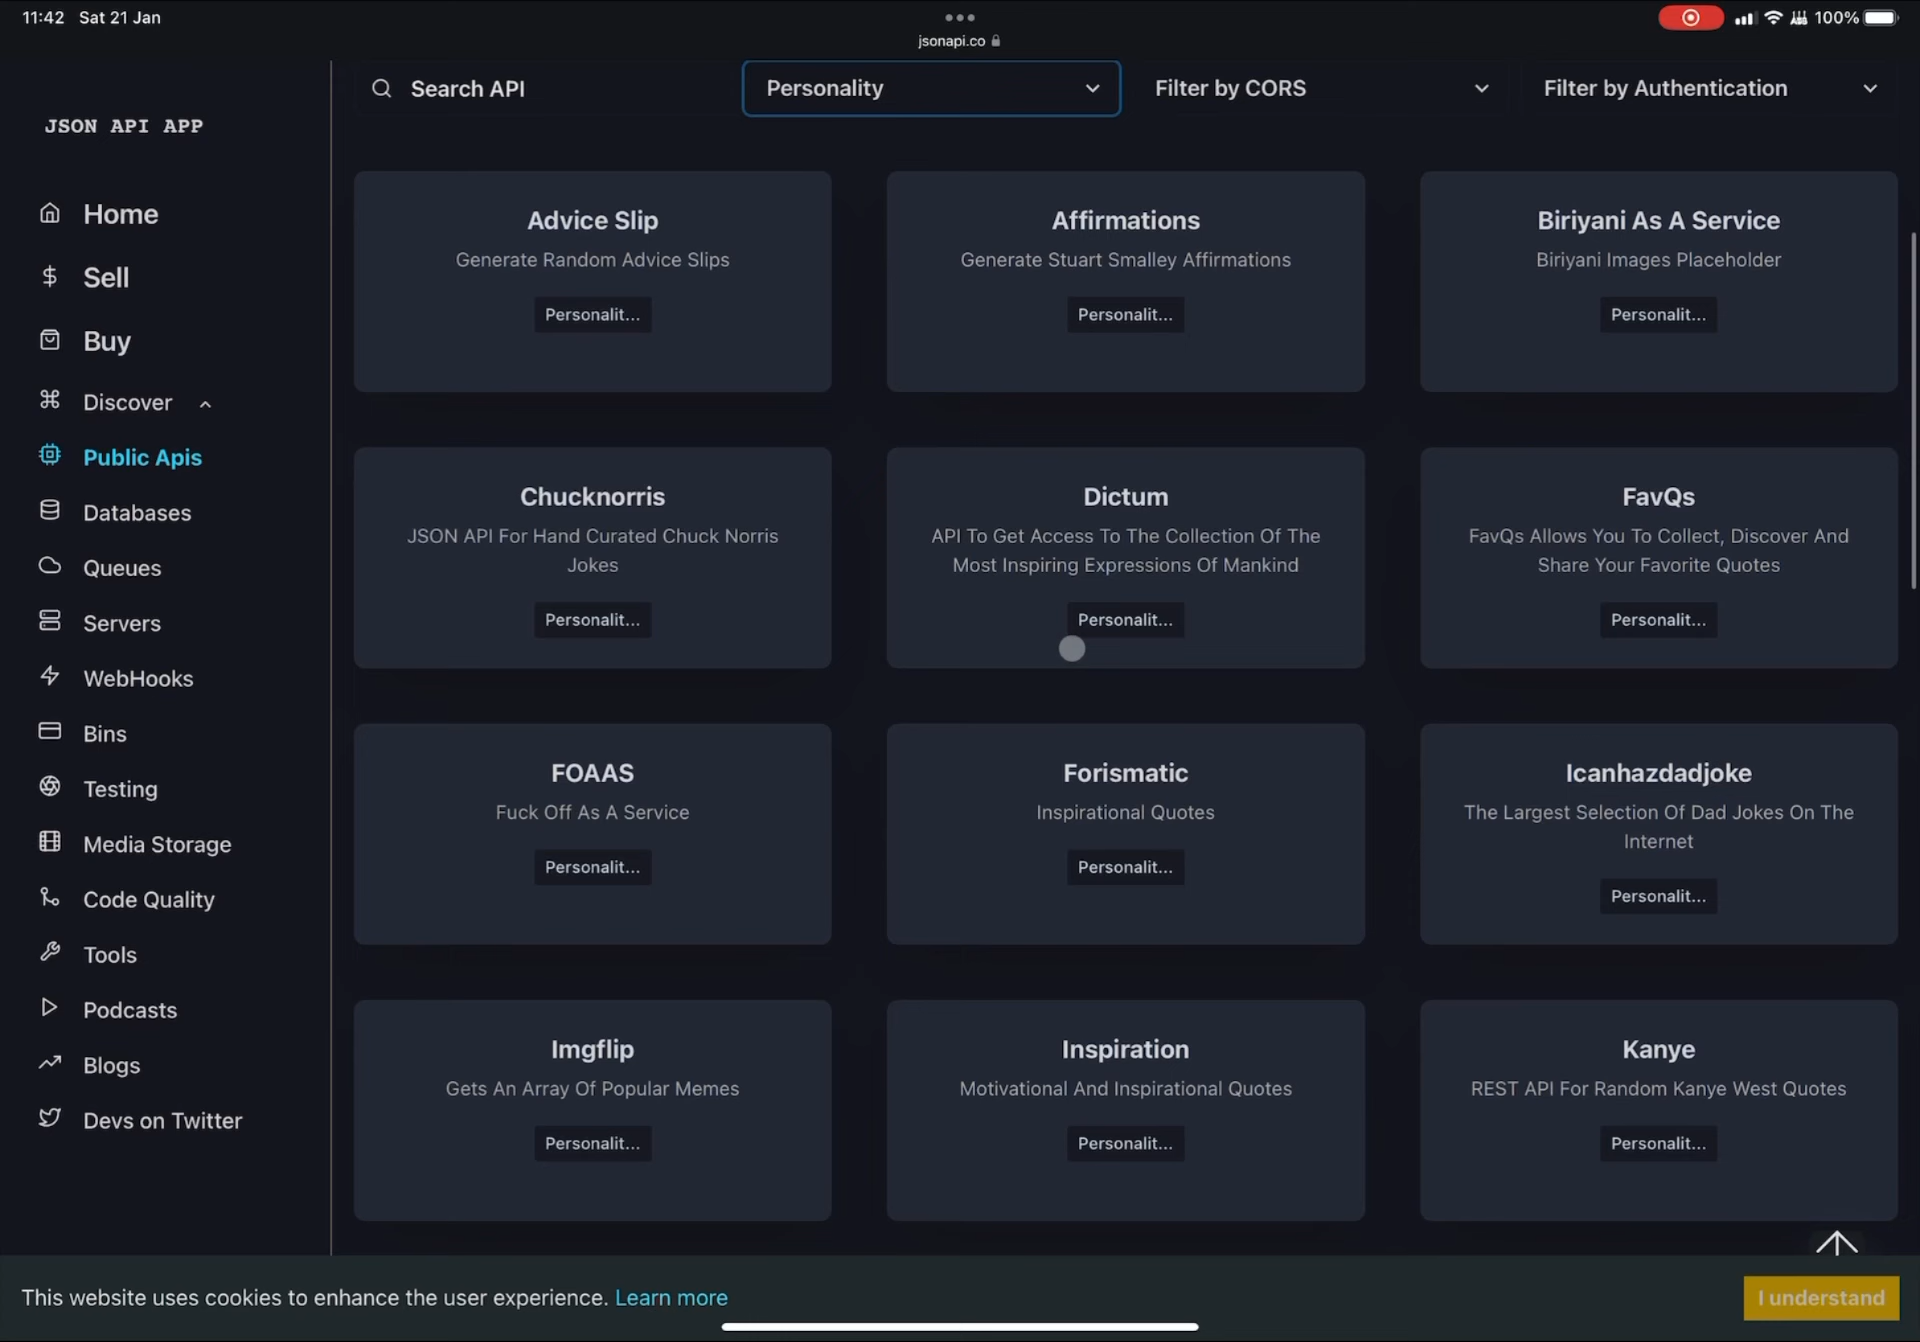 11:42 Sat 21 Jan
jsonapi.co
100%
JSON API APP
Home
Sell
Buy
Discover
Public Apis
Databases
Queues
Servers
WebHooks
Bins
Testing
Media Storage
Code Quality
Tools
Podcasts
Blogs
Devs on Twitter
Search API
Personality
Filter by CORS
Filter by Authentication
Advice Slip
Generate Random Advice Slips
Personalit...
Affirmations
Generate Stuart Smalley Affirmations
Personalit...
Biriyani As A Service
Biriyani Images Placeholder
Personalit...
Chucknorris
JSON API For Hand Curated Chuck Norris
Jokes
Personalit...
Dictum
API To Get Access To The Collection Of The
Most Inspiring Expressions Of Mankind
Personalit...
FavQs
FavQs Allows You To Collect, Discover And
Share Your Favorite Quotes
Personalit...
FOAAS
Fuck Off As A Service
Personalit...
Forismatic
Inspirational Quotes
Personalit...
Icanhazdadjoke
The Largest Selection Of Dad Jokes On The
Internet
Personalit...
Imgflip
Gets An Array Of Popular Memes
Personalit...
Inspiration
Motivational And Inspirational Quotes
Personalit...
Kanye
REST API For Random Kanye West Quotes
Personalit...
This website uses cookies to enhance the user experience. Learn more
I understand